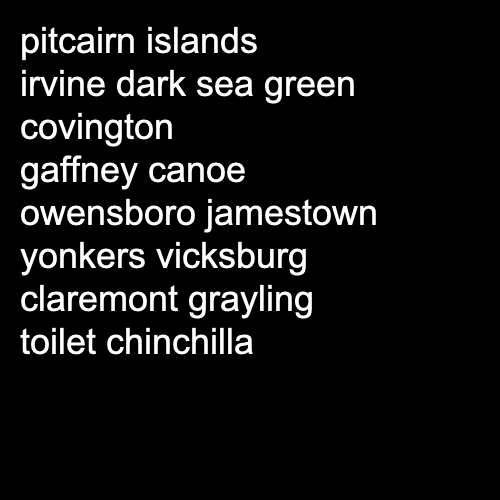 pitcairn islands
irvine dark sea green
covington
gaffney canoe
owensboro jamestown
yonkers vicksburg
claremont grayling
toilet chinchilla